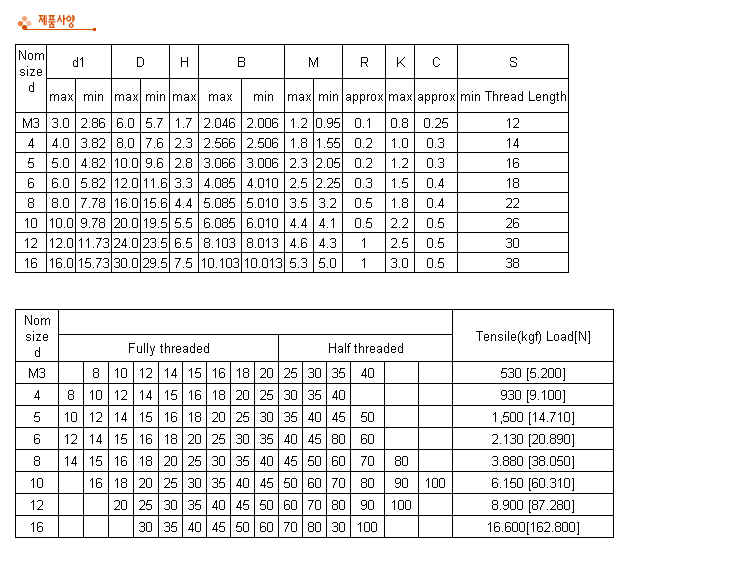 제품사양
Nom size d d1 D H B M R K C S
max min max min max max min max min approx max approx min Thread Length
M3 3.0 2.86 6.0 5.7 1.7 2.046 2.006 1.2 0.95 0.1 0.8 0.25 12
4 4.0 3.82 8.0 7.6 2.3 2.566 2.506 1.8 1.55 0.2 1.0 0.3 14
5 5.0 4.82 10.0 9.6 2.8 3.066 3.006 2.3 2.05 0.2 1.2 0.3 16
6 6.0 5.82 12.0 11.6 3.3 4.085 4.010 2.5 2.25 0.3 1.5 0.4 18
8 8.0 7.78 16.0 15.6 4.4 5.085 5.010 3.5 3.2 0.5 1.8 0.4 22
10 10.0 9.78 20.0 19.5 5.5 6.085 6.010 4.4 4.1 0.5 2.2 0.5 26
12 12.0 11.73 24.0 23.5 6.5 8.103 8.013 4.6 4.3 1 2.5 0.5 30
16 16.0 15.73 30.0 29.5 7.5 10.103 10.013 5.3 5.0 1 3.0 0.5 38
Nom size d Tensile(kgf) Load[N]
Fully threaded Half threaded
M3 8 10 12 14 15 16 18 20 25 30 35 40 530 [5.200]
4 8 10 12 14 15 16 18 20 25 30 35 40 930 [9.100]
5 10 12 14 15 16 18 20 25 30 35 40 45 50 1,500 [14.710]
6 12 14 15 16 18 20 25 30 35 40 45 80 60 2.130 [20.890]
8 14 15 16 18 20 25 30 35 40 45 50 60 70 80 3.880 [38.050]
10 16 18 20 25 30 35 40 45 50 60 70 80 90 100 6.150 [60.310]
12 20 25 30 35 40 45 50 60 70 80 90 100 8.900 [87.280]
16 30 35 40 45 50 60 70 80 30 100 16.600[162.800]